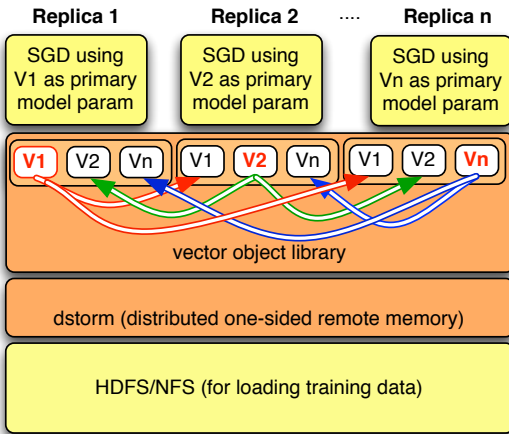 Replica 1 Replica 2 .... Replica n
SGD using V1 as primary model param
SGD using V2 as primary model param
SGD using Vn as primary model param
V1 V2 Vn V1 V2 Vn V1 V2 Vn
vector object library
dstorm (distributed one-sided remote memory)
HDFS/NFS (for loading training data)